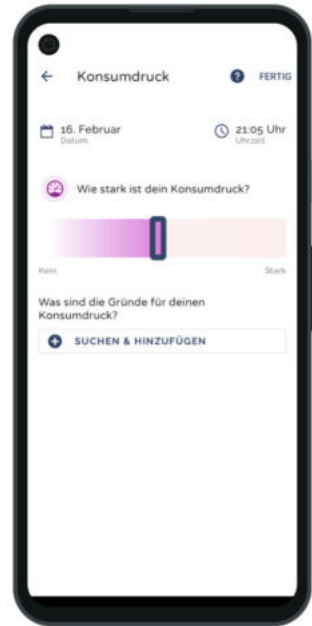 Konsumdruck ? FERTIG
16. Februar 21:05 Uhr
Datum Uhrzeit
Wie stark ist dein Konsumdruck?
Kein Stark
Was sind die Gründe für deinen
Konsumdruck?
SUCHEN & HINZUFÜGEN